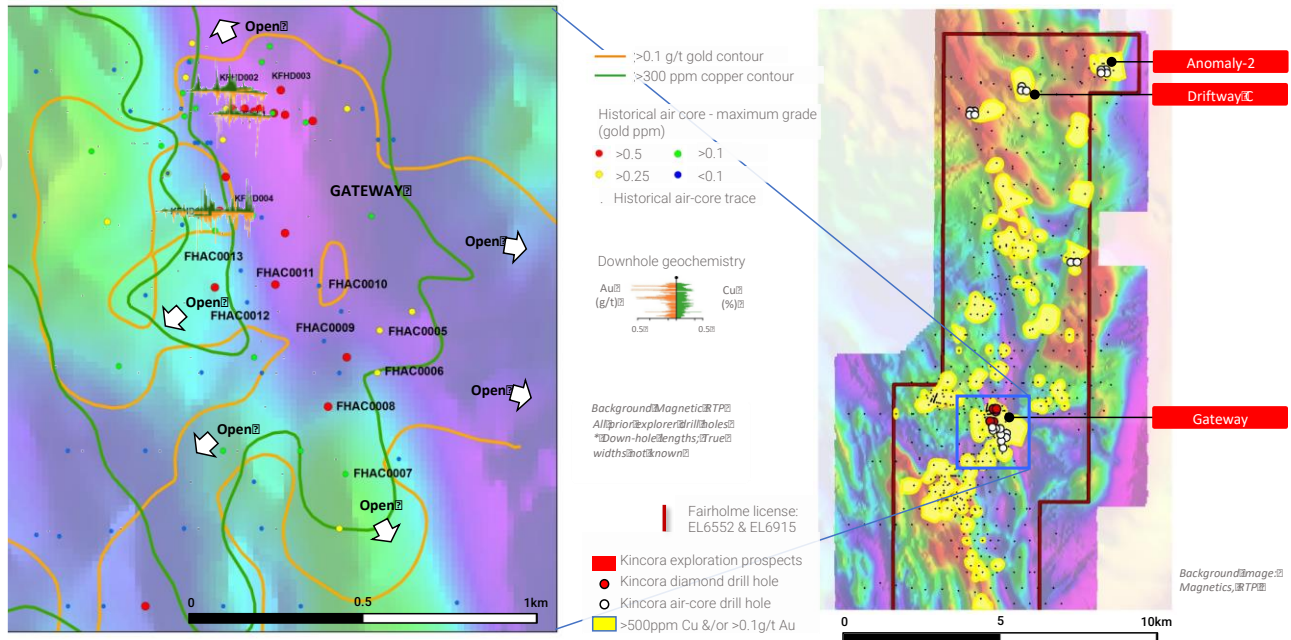 Open
KFHD002
KFHD003
GATEWAY
KFHD004
Open
FHAC0013
FHAC0011
FHAC0010
Open
FHAC0012
FHAC0009
FHAC0005
FHAC0006
Open
FHAC0008
Open
FHAC0007
Open
0
0.5
1km
>0.1 g/t gold contour
>300 ppm copper contour
Historical air core - maximum grade
(gold ppm)
>0.5
>0.1
>0.25
<0.1
Historical air-core trace
Downhole geochemistry
Au
(g/t)
Cu
(%)
0.5
0.5
Background Magnetic RTP
All prior explorer drill holes
* Down-hole lengths; True
widths not known
Fairholme license:
EL6552 & EL6915
Kincora exploration prospects
Kincora diamond drill hole
Kincora air-core drill hole
>500ppm Cu &/or >0.1g/t Au
Anomaly-2
Driftway C
Gateway
Background image:
Magnetics, RTP
0
5
10km